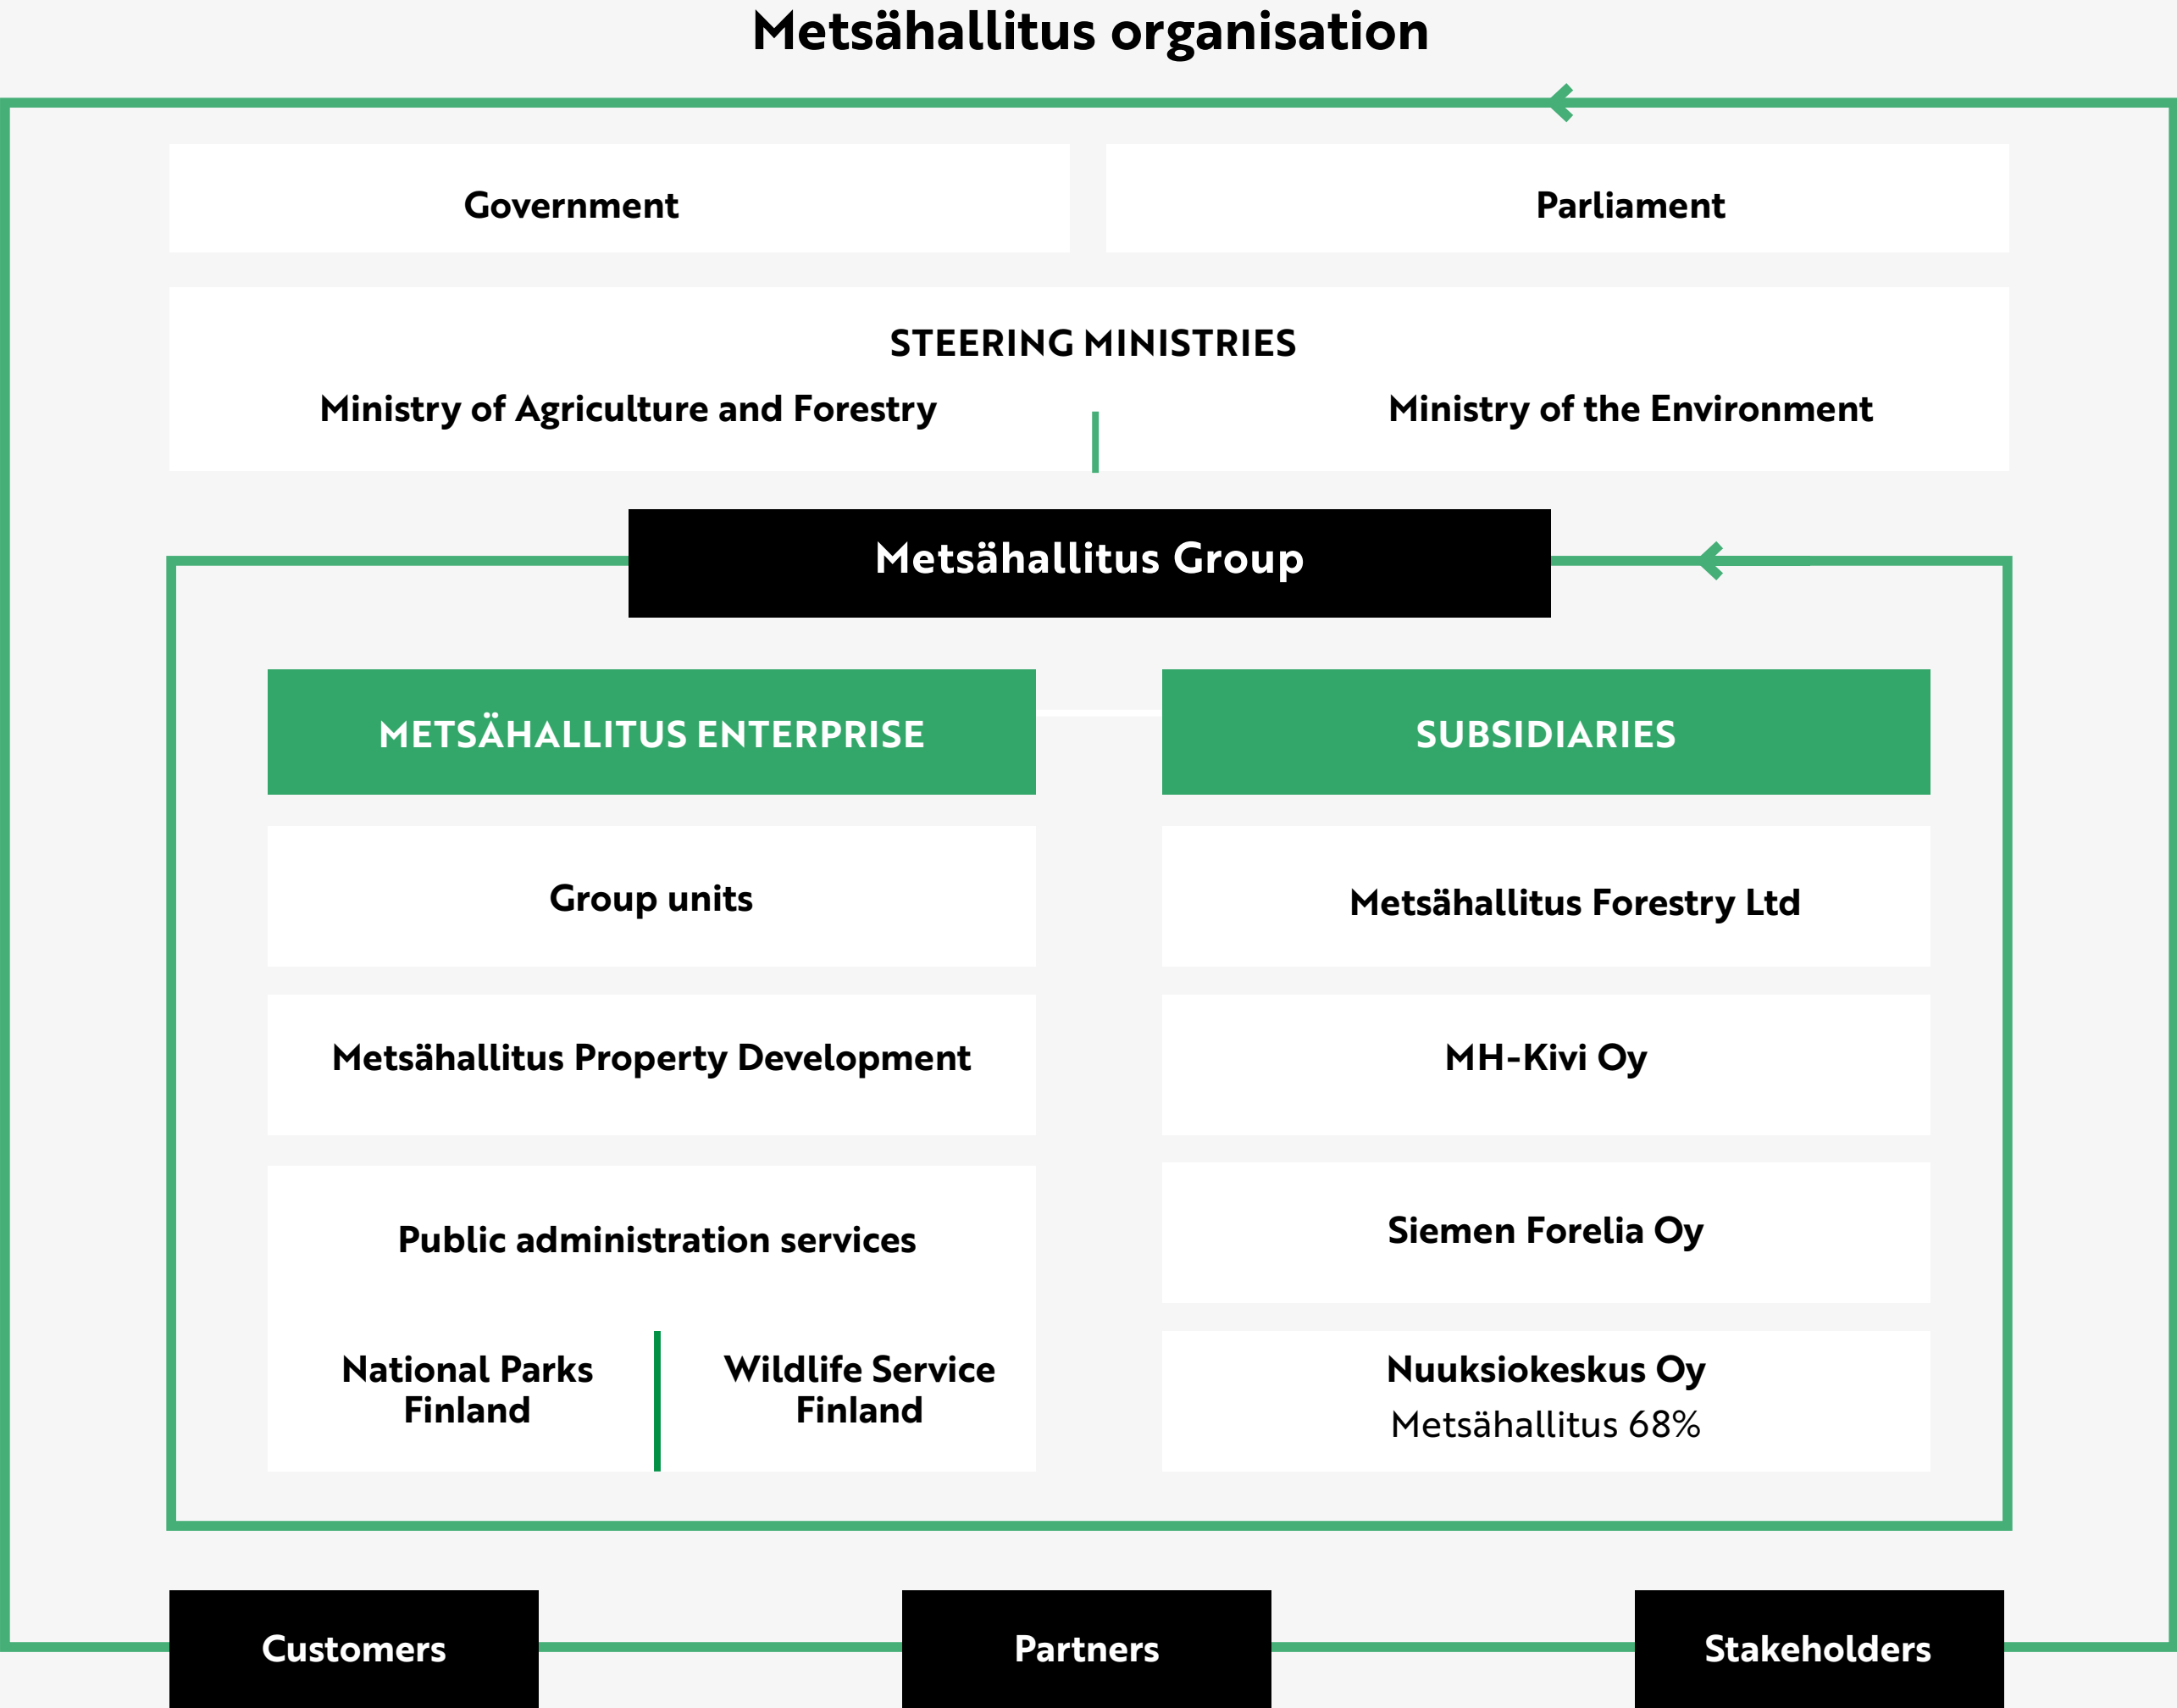 Metsähallitus organisation
Government
Parliament
STEERING MINISTRIES
Ministry of Agriculture and Forestry
Ministry of the Environment
Metsähallitus Group
METSÄHALLITUS ENTERPRISE
SUBSIDIARIES
Group units
Metsähallitus Forestry Ltd
Metsähallitus Property Development
MH-Kivi Oy
Public administration services
Siemen Forelia Oy
National Parks
Finland
Wildlife Service
Finland
Nuuksiokeskus Oy
Metsähallitus 68%
Customers
Partners
Stakeholders